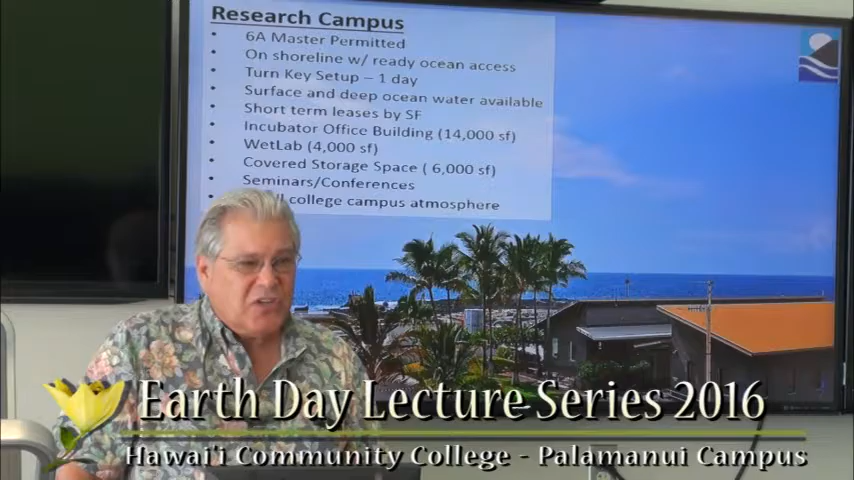 Research Campus
• 6A Master Permitted
• On shoreline w/ ready ocean access
• Turn Key Setup – 1 day
• Surface and deep ocean water available
• Short term leases by SF
• Incubator Office Building (14,000 sf)
• WetLab (4,000 sf)
• Covered Storage Space (6,000 sf)
• Seminars/Conferences
• college campus atmosphere
Earth Day Lecture Series 2016
Hawai'i Community College - Palamanui Campus